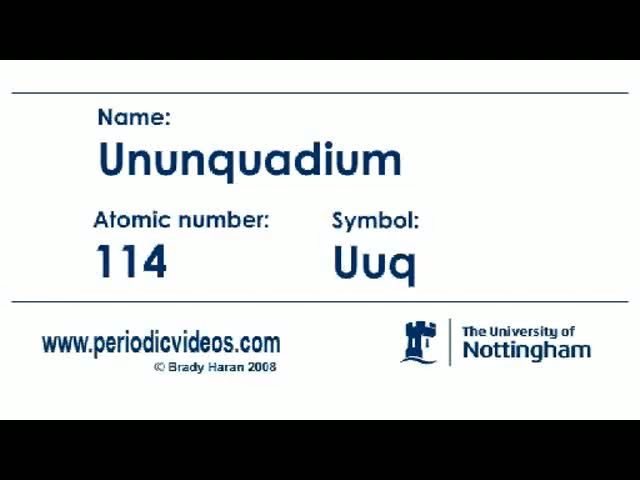 Name:
Ununquadium
Atomic number: Symbol:
114 Uuq
www.periodicvideos.com
© Brady Haran 2008
The University of
Nottingham